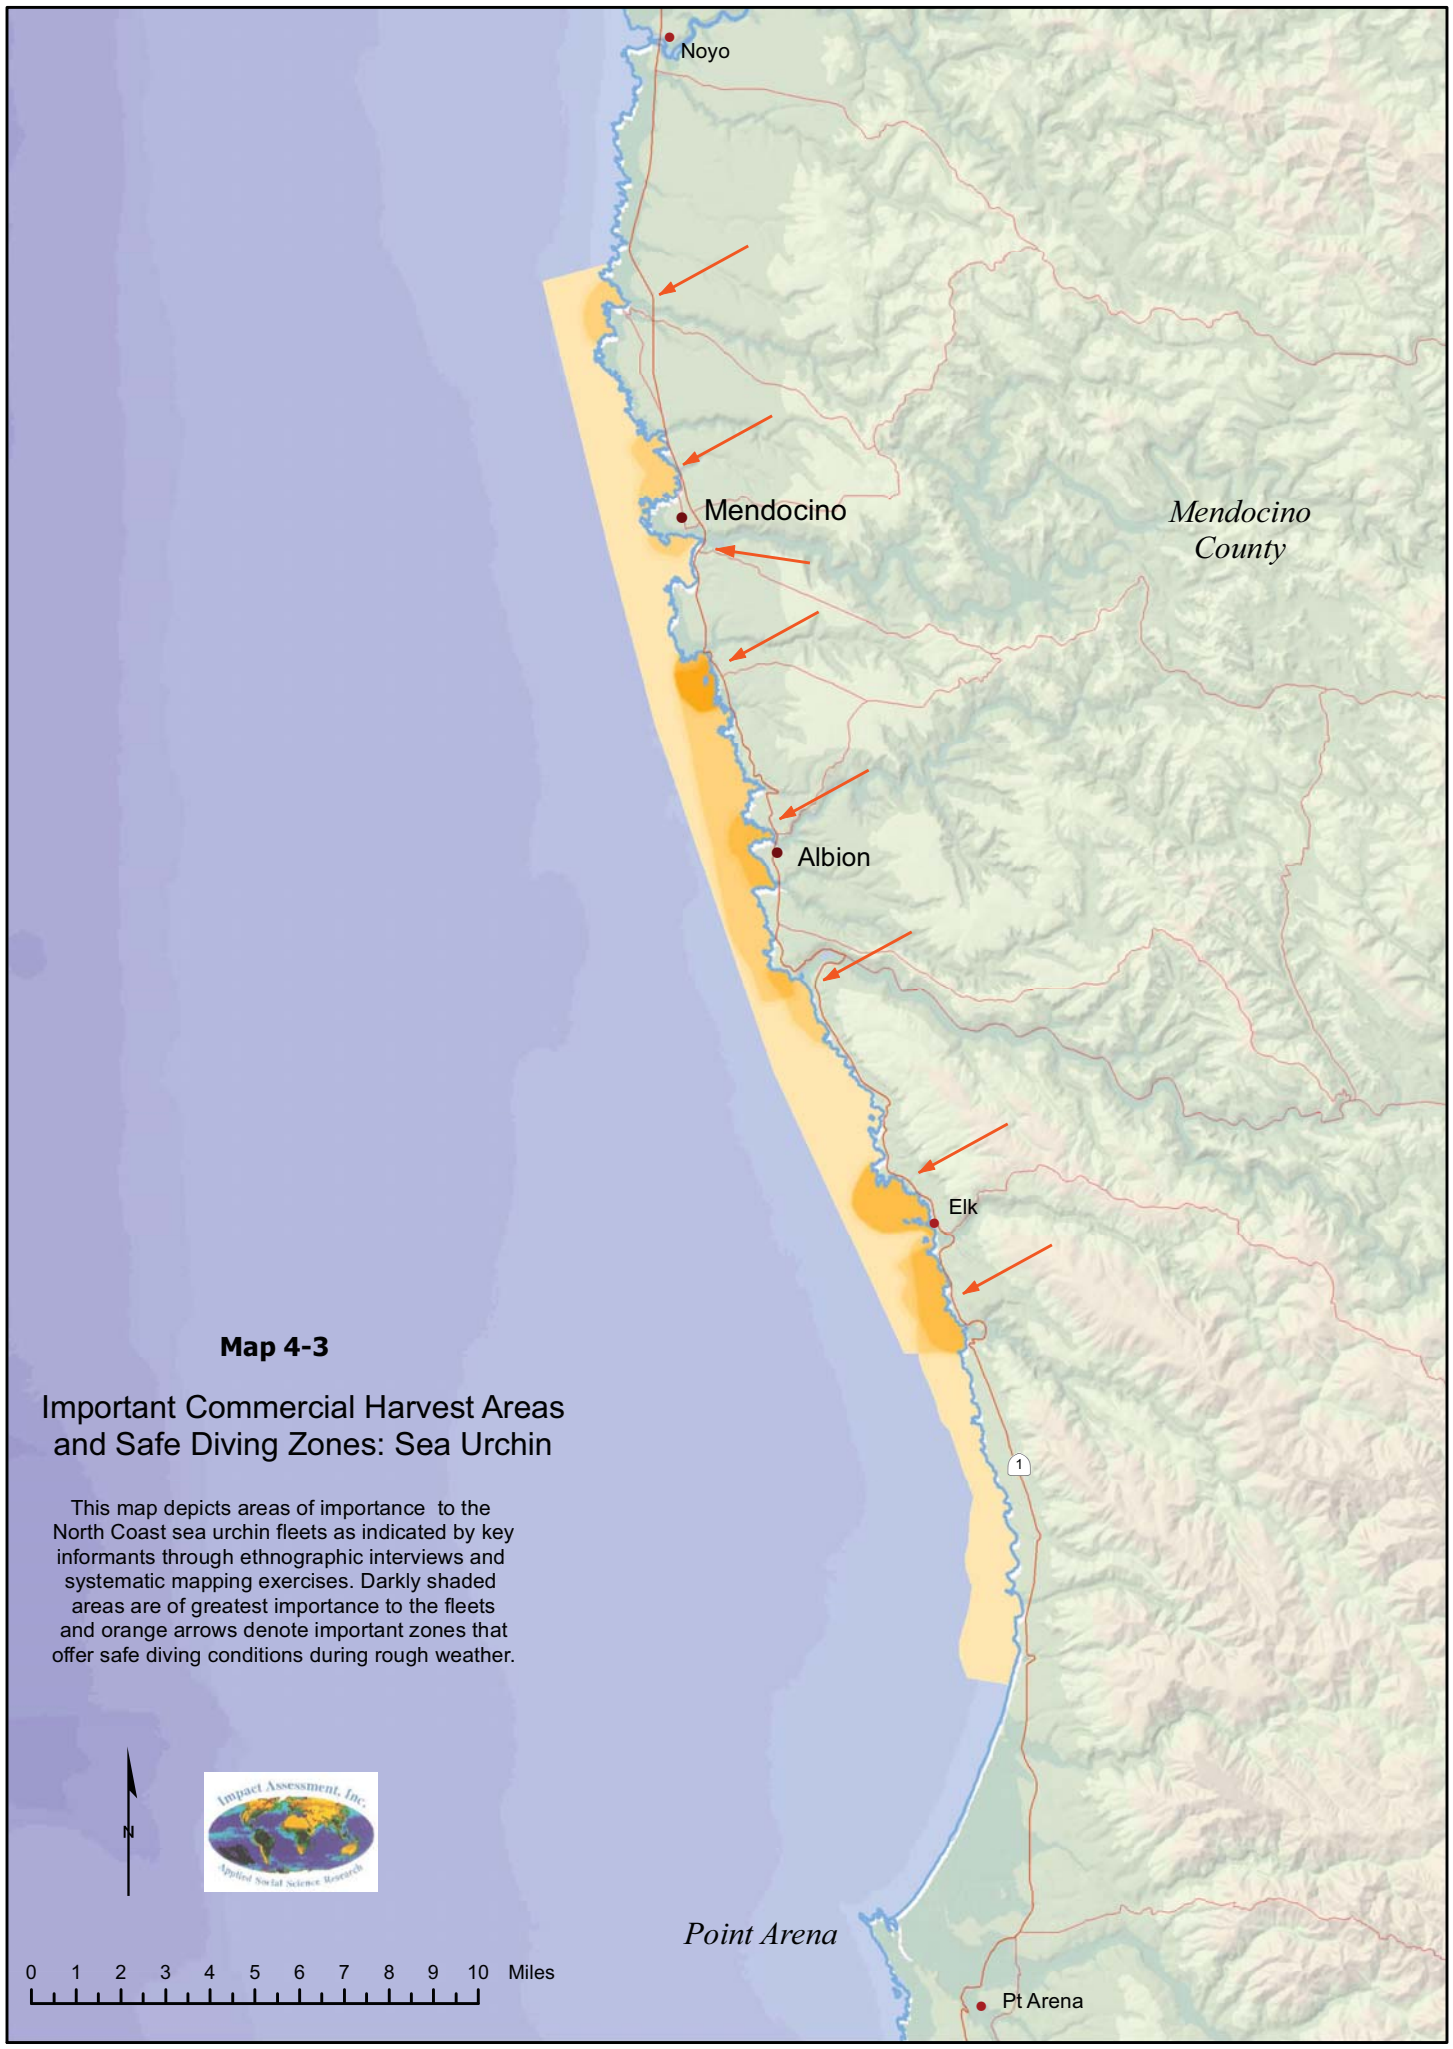 Noyo
Mendocino
Mendocino
County
Albion
Elk
Map 4-3
Important Commercial Harvest Areas
and Safe Diving Zones: Sea Urchin
1
This map depicts areas of importance to the
North Coast sea urchin fleets as indicated by key
informants through ethnographic interviews and
systematic mapping exercises. Darkly shaded
areas are of greatest importance to the fleets
and orange arrows denote important zones that
offer safe diving conditions during rough weather.
N
Impact Assessment, Inc.
Applied Social Science Research
Point Arena
0 1 2 3 4 5 6 7 8 9 10 Miles
Pt Arena